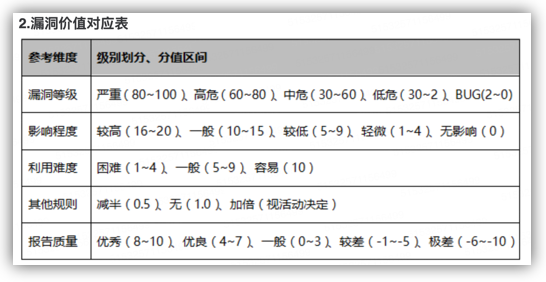 2.漏洞价值对应表
参考维度 级别划分、分值区间
漏洞等级 严重(80~100)、高危(60~80)、中危(30~60)、低危(30~2)、BUG(2~0)
影响程度 较高(16~20)、一般(10~15)、较低(5~9)、轻微(1~4)、无影响(0)
利用难度 困难(1~4)、一般(5~9)、容易(10)
其他规则 减半(0.5)、无(1.0)、加倍(视活动决定)
报告质量 优秀(8~10)、优良(4~7)、一般(0~3)、较差(-1~-5)、极差(-6~-10)